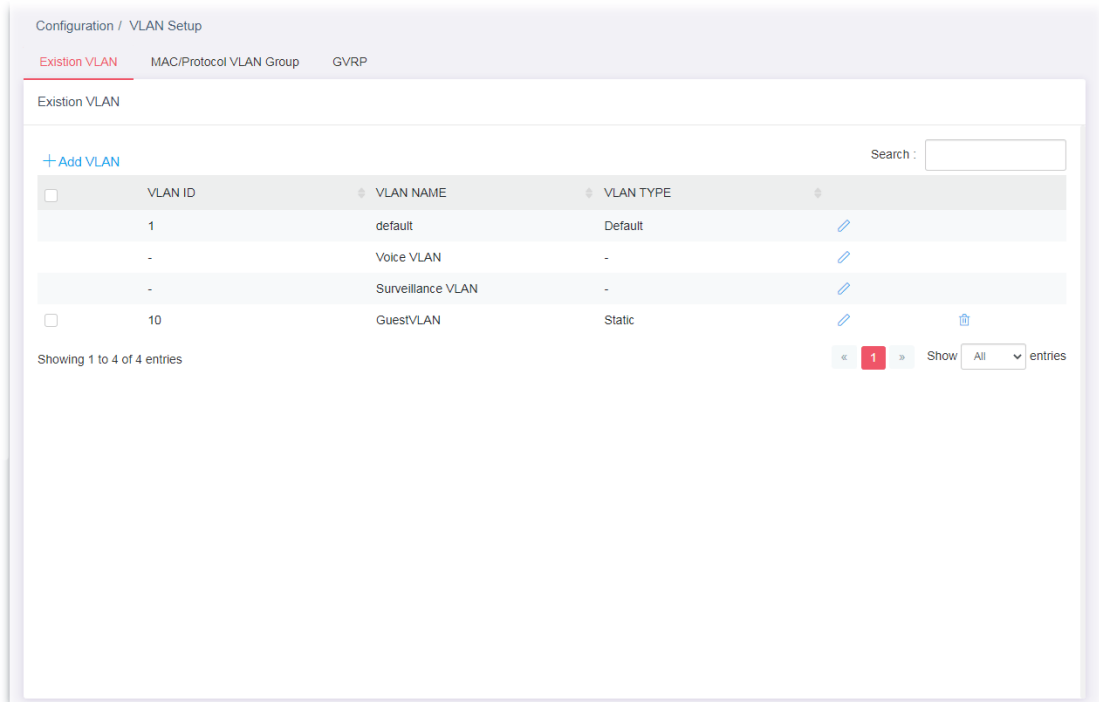 Configuration / VLAN Setup
Existion VLAN MAC/Protocol VLAN Group GVRP
Existion VLAN
+ Add VLAN Search :
VLAN ID VLAN NAME VLAN TYPE
1 default Default
- Voice VLAN -
- Surveillance VLAN -
10 GuestVLAN Static
Showing 1 to 4 of 4 entries « 1 » Show All entries